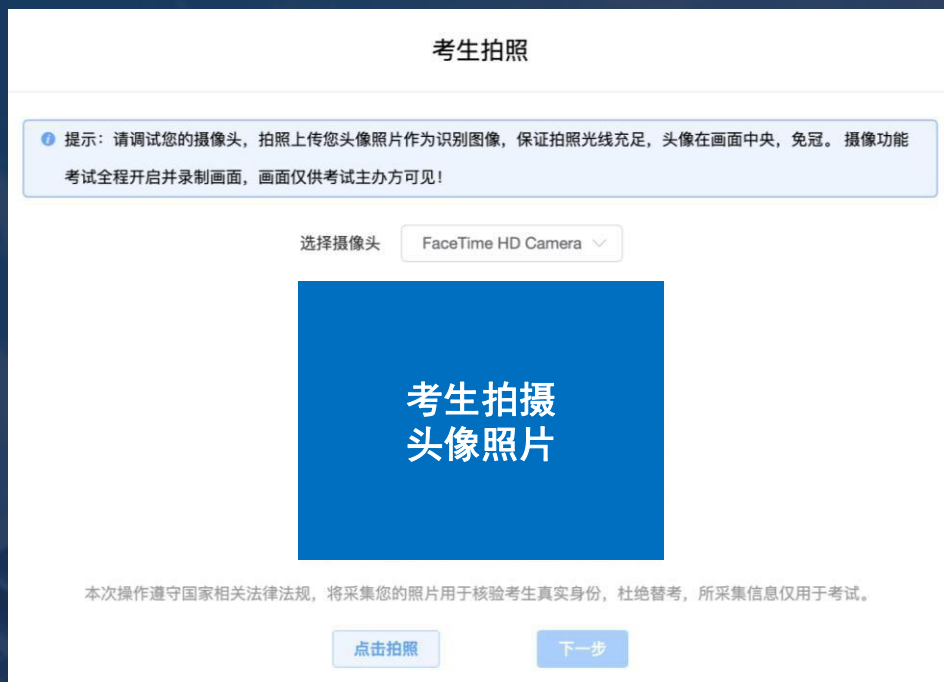 考生拍照
提示：请调试您的摄像头，拍照上传您头像照片作为识别图像，保证拍照光线充足，头像在画面中央，免冠。 摄像功能
考试全程开启并录制画面，画面仅供考试主办方可见！
选择摄像头 FaceTime HD Camera
考生拍摄
头像照片
本次操作遵守国家相关法律法规，将采集您的照片用于核验考生真实身份，杜绝替考，所采集信息仅用于考试。
点击拍照 下一步